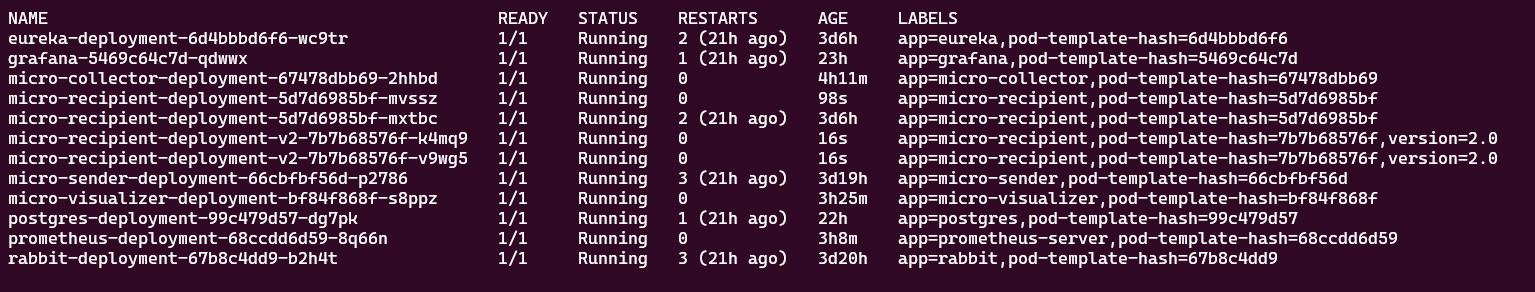 NAME READY STATUS RESTARTS AGE LABELS
eureka-deployment-6d4bbbd6f6-wc9tr 1/1 Running 2 (21h ago) 3d6h app=eureka,pod-template-hash=6d4bbbd6f6
grafana-5469c64c7d-qdwwx 1/1 Running 1 (21h ago) 23h app=grafana,pod-template-hash=5469c64c7d
micro-collector-deployment-67478dbb69-2hhbd 1/1 Running 0 4h11m app=micro-collector,pod-template-hash=67478dbb69
micro-recipient-deployment-5d7d6985bf-mvssz 1/1 Running 0 98s app=micro-recipient,pod-template-hash=5d7d6985bf
micro-recipient-deployment-5d7d6985bf-mxtbc 1/1 Running 2 (21h ago) 3d6h app=micro-recipient,pod-template-hash=5d7d6985bf
micro-recipient-deployment-v2-7b7b68576f-k4mq9 1/1 Running 0 16s app=micro-recipient,pod-template-hash=7b7b68576f,version=2.0
micro-recipient-deployment-v2-7b7b68576f-v9wg5 1/1 Running 0 16s app=micro-recipient,pod-template-hash=7b7b68576f,version=2.0
micro-sender-deployment-66cbfbf56d-p2786 1/1 Running 3 (21h ago) 3d19h app=micro-sender,pod-template-hash=66cbfbf56d
micro-visualizer-deployment-bf84f868f-s8ppz 1/1 Running 0 3h25m app=micro-visualizer,pod-template-hash=bf84f868f
postgres-deployment-99c479d57-dg7pk 1/1 Running 1 (21h ago) 22h app=postgres,pod-template-hash=99c479d57
prometheus-deployment-68ccdd6d59-8q66n 1/1 Running 0 3h8m app=prometheus-server,pod-template-hash=68ccdd6d59
rabbit-deployment-67b8c4dd9-b2h4t 1/1 Running 3 (21h ago) 3d20h app=rabbit,pod-template-hash=67b8c4dd9